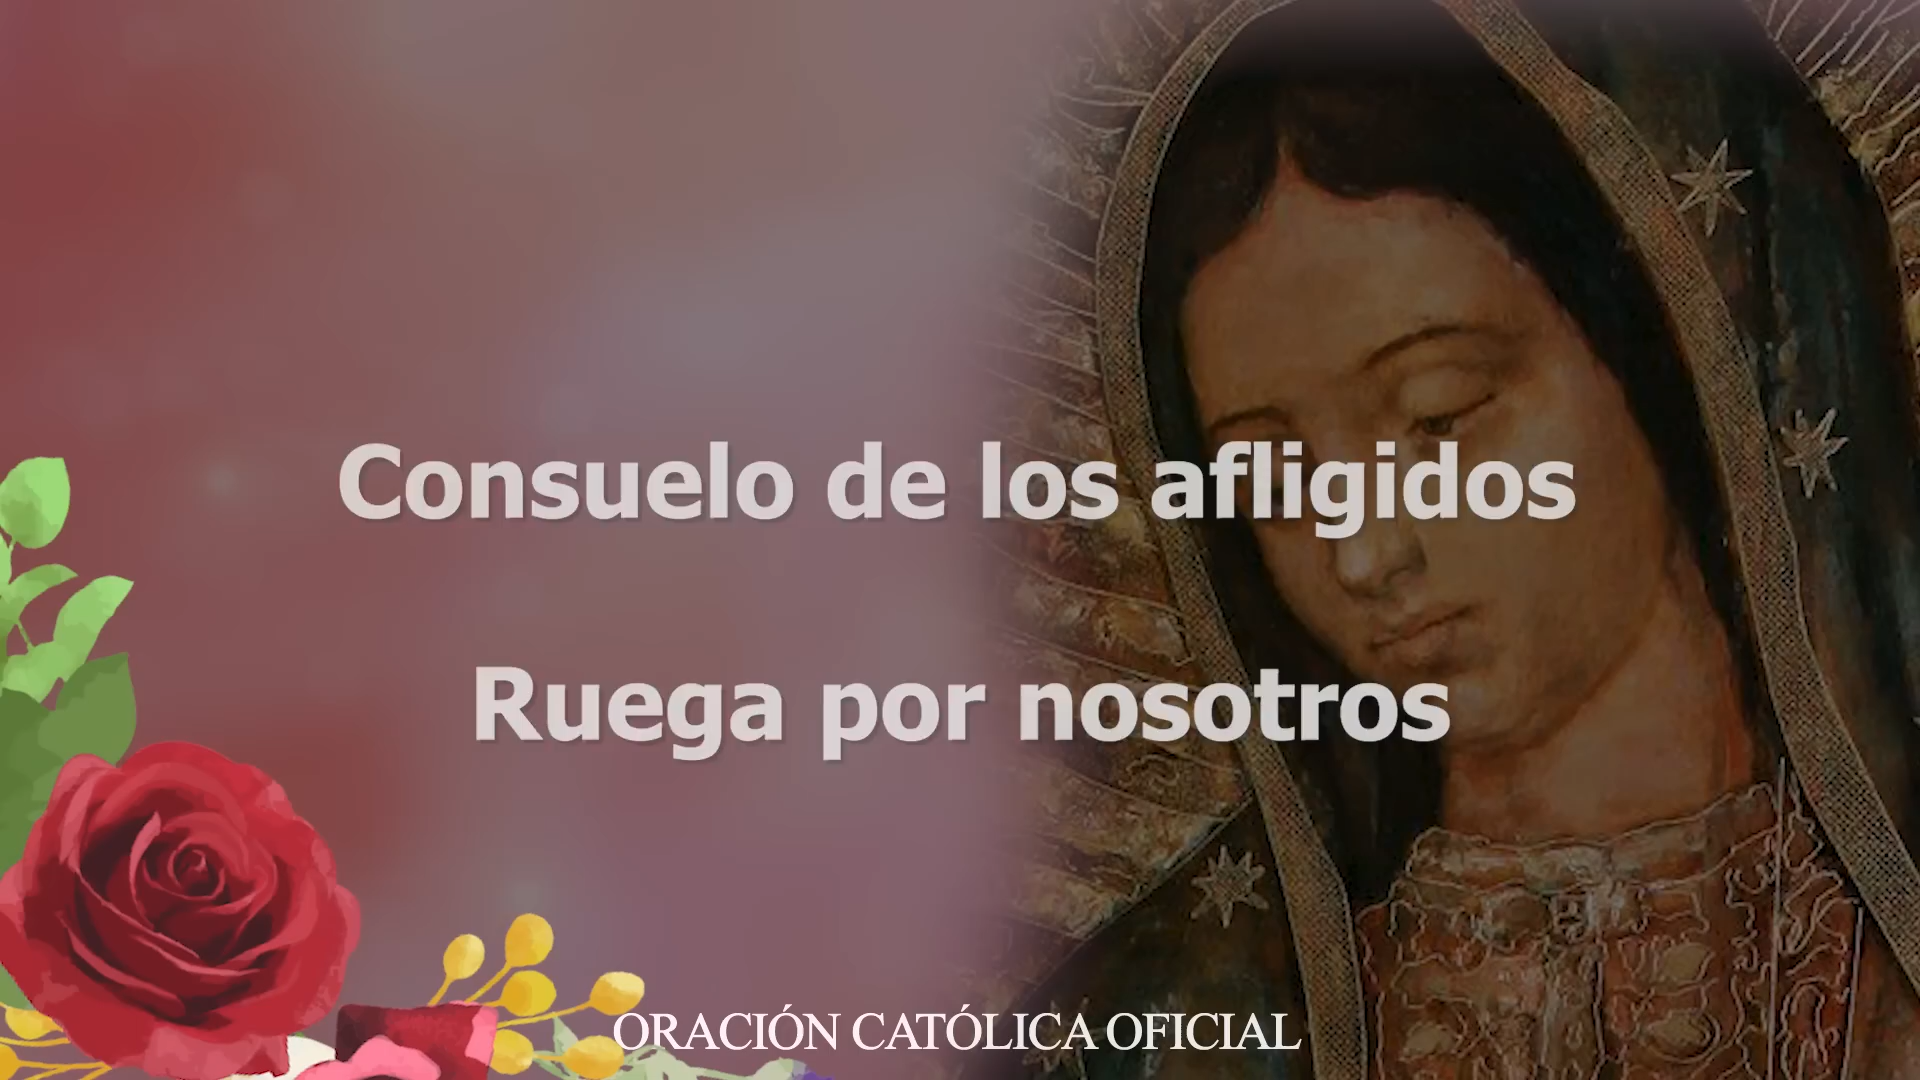 Consuelo de los afligidos
Ruega por nosotros
ORACIÓN CATÓLICA OFICIAL